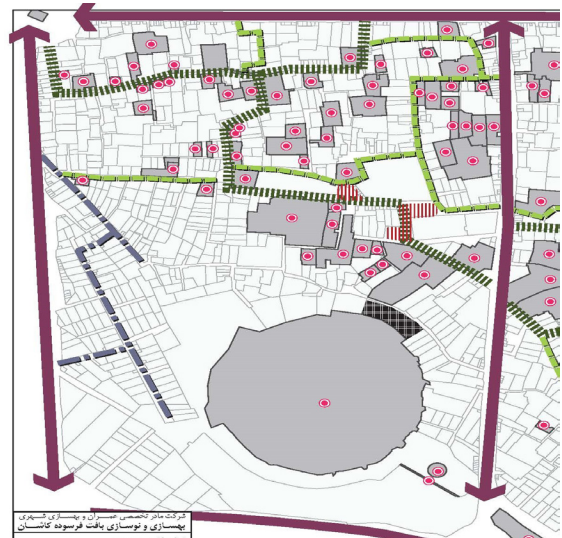 شرکت مادر تخصصی عمران و بهسازی شهری
بهسازی و نوسازی بافت فرسوده کاشان